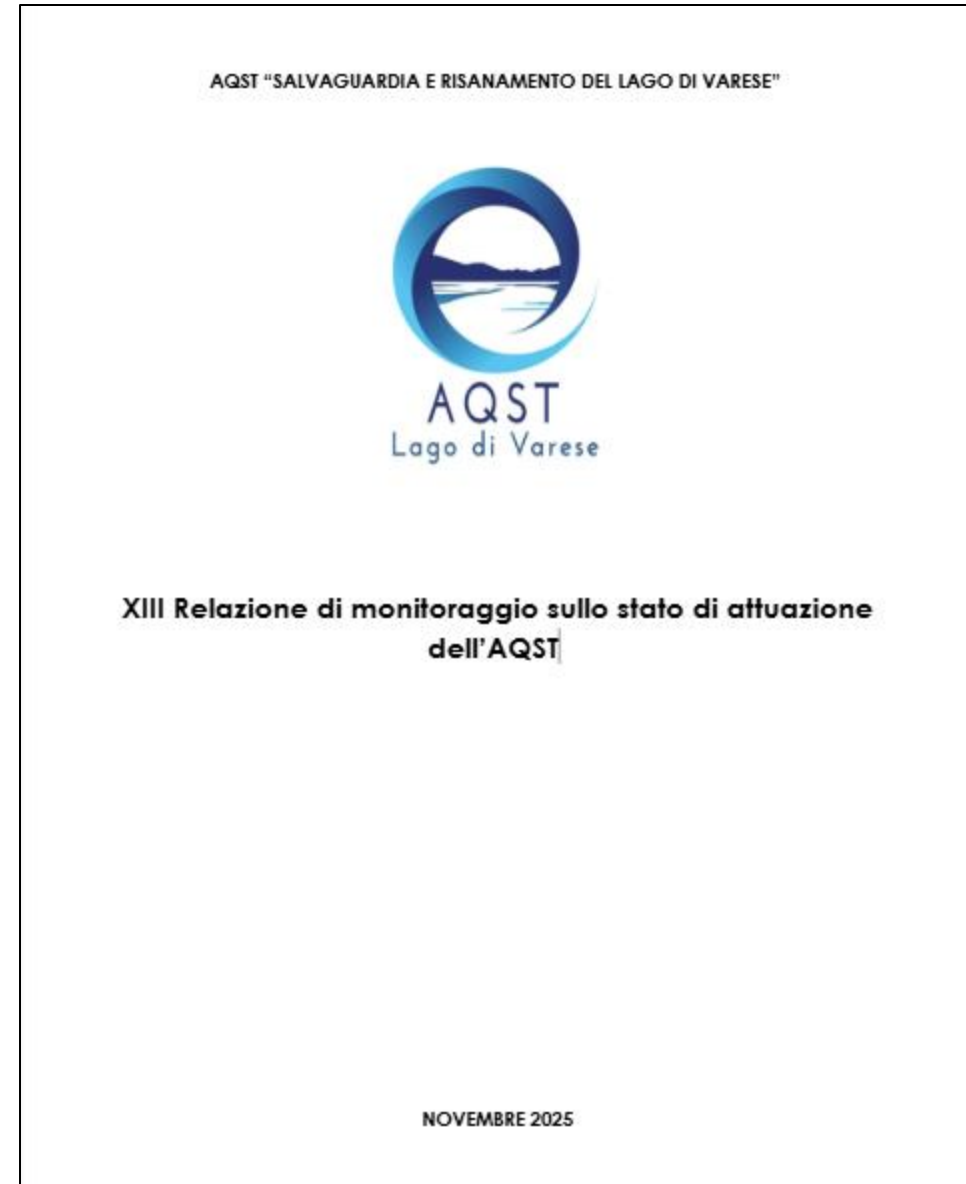 AQST “SALVAGUARDIA E RISANAMENTO DEL LAGO DI VARESE”
AQST
Lago di Varese
XIII Relazione di monitoraggio sullo stato di attuazione
dell’AQST
NOVEMBRE 2025